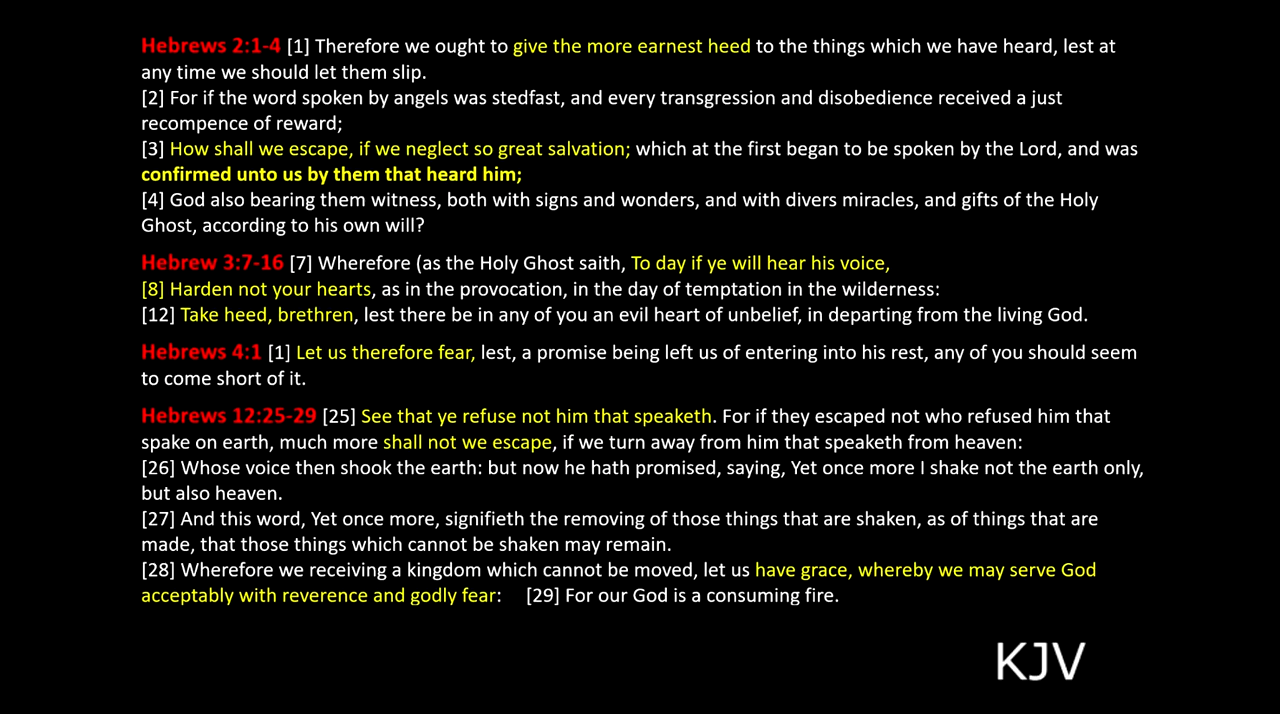 Hebrews 2:1-4 [1] Therefore we ought to give the more earnest heed to the things which we have heard, lest at
any time we should let them slip.
[2] For if the word spoken by angels was stedfast, and every transgression and disobedience received a just
recompence of reward;
[3] How shall we escape, if we neglect so great salvation; which at the first began to be spoken by the Lord, and was
confirmed unto us by them that heard him;
[4] God also bearing them witness, both with signs and wonders, and with divers miracles, and gifts of the Holy
Ghost, according to his own will?
Hebrew 3:7-16 [7] Wherefore (as the Holy Ghost saith, To day if ye will hear his voice,
[8] Harden not your hearts, as in the provocation, in the day of temptation in the wilderness:
[12] Take heed, brethren, lest there be in any of you an evil heart of unbelief, in departing from the living God.
Hebrews 4:1 [1] Let us therefore fear, lest, a promise being left us of entering into his rest, any of you should seem
to come short of it.
Hebrews 12:25-29 [25] See that ye refuse not him that speaketh. For if they escaped not who refused him that
spake on earth, much more shall not we escape, if we turn away from him that speaketh from heaven:
[26] Whose voice then shook the earth: but now he hath promised, saying, Yet once more I shake not the earth only,
but also heaven.
[27] And this word, Yet once more, signifieth the removing of those things that are shaken, as of things that are
made, that those things which cannot be shaken may remain.
[28] Wherefore we receiving a kingdom which cannot be moved, let us have grace, whereby we may serve God
acceptably with reverence and godly fear: [29] For our God is a consuming fire.
KJV